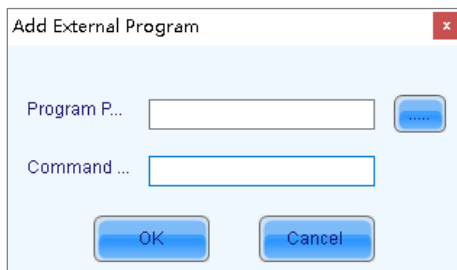 Add External Program
x
Program P...
.....
Command ...
OK
Cancel